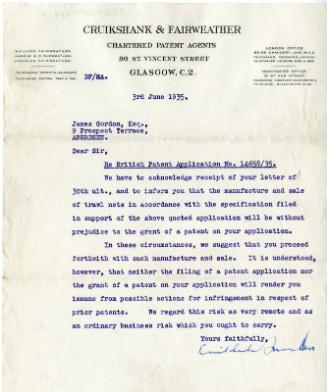 CRUIKSHANK & FAIRWEATHER
CHARTERED PATENT AGENTS
86 ST. VINCENT STREET
GLASGOW, C.2.
WALLACE FAIRWEATHER.
LONDON OFFICE.
DF/MA.
3rd June 1935.
James Gordon, Esq.,
9 Prospect Terrace,
ABERDEEN.
Dear Sir,
Re British Patent Application No. 14658/35.
We have to acknowledge receipt of your letter of
30th ult., and to inform you that the manufacture and sale
of trawl nets in accordance with the specification filed
in support of the above quoted application will be without
prejudice to the grant of a patent on your application.
In these circumstances, we suggest that you proceed
forthwith with such manufacture and sale. It is understood,
however, that neither the filing of a patent application nor
the grant of a patent on your application will render you
immune from possible actions for infringement in respect of
prior patents. We regard this risk as very remote and as
an ordinary business risk which you ought to carry.
Yours faithfully,